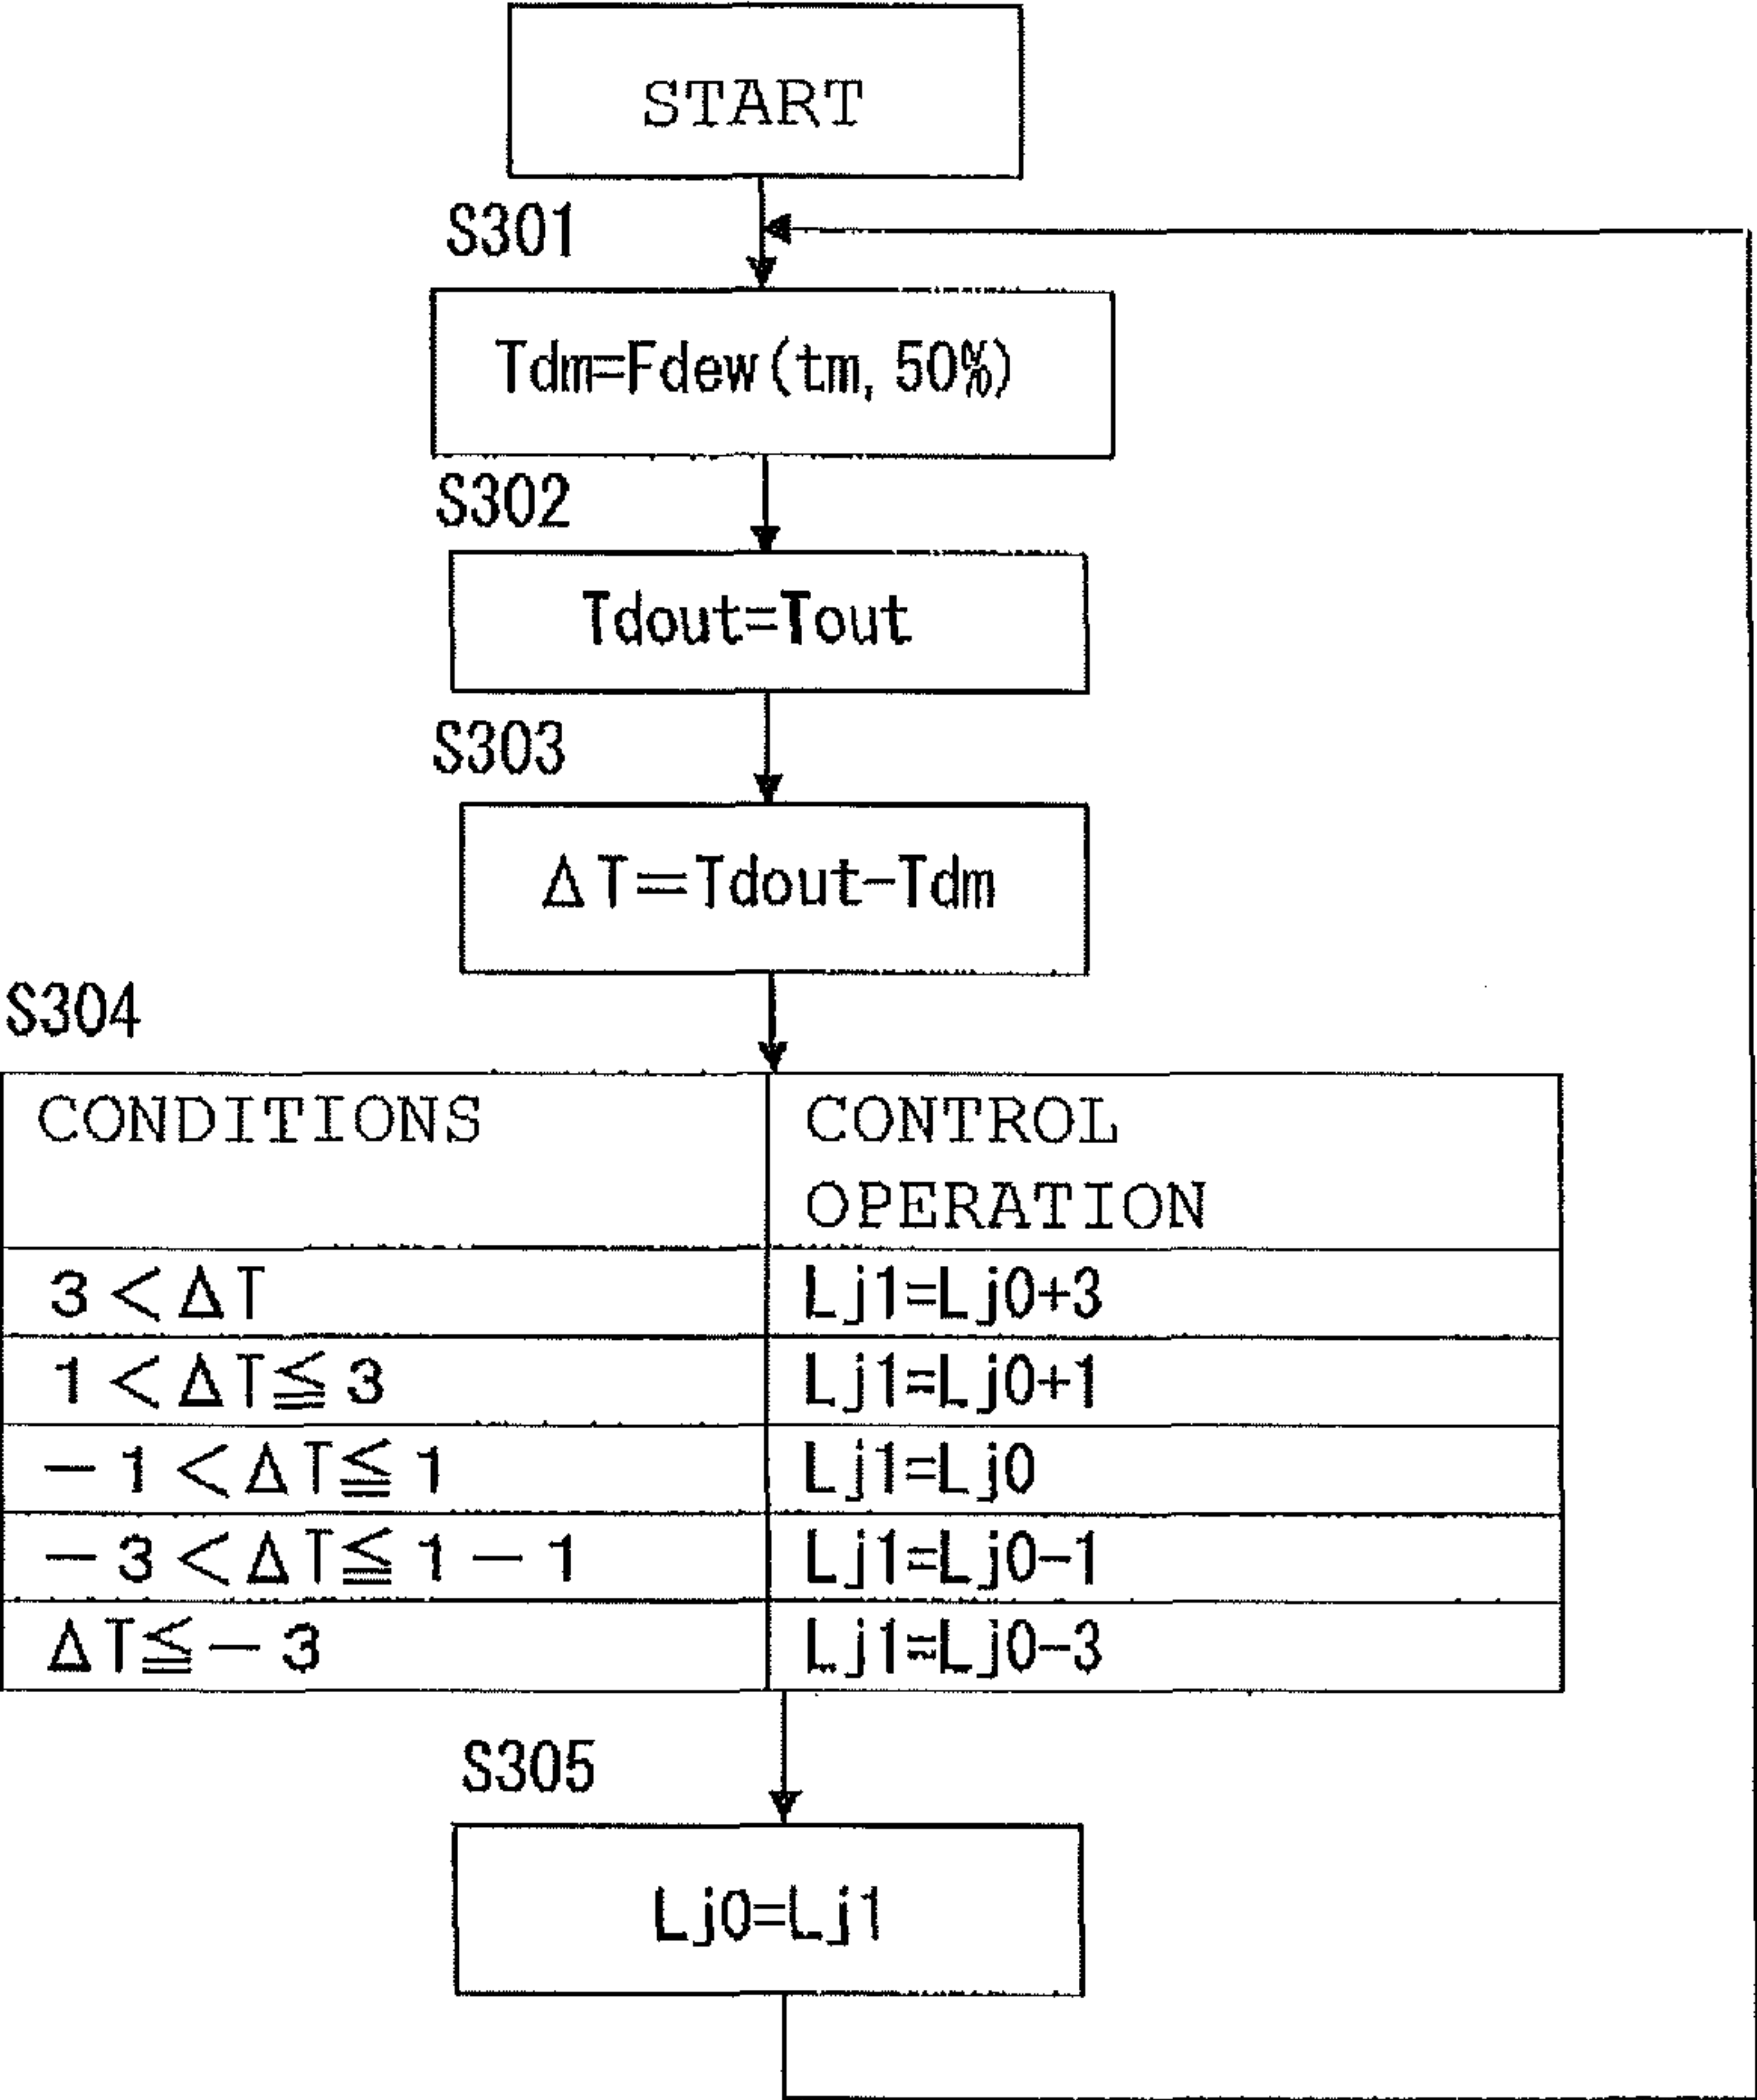 START
S301
Tdm=Fdew(tm, 50%)
S302
Tdout=Tout
S303
ΔT=Tdout-Tdm
S304
CONDITIONS CONTROL
OPERATION
3<ΔT Lj1=Lj0+3
1<ΔT≦3 Lj1=Lj0+1
-1<ΔT≦1 Lj1=Lj0
-3<ΔT≦1-1 Lj1=Lj0-1
ΔT≦-3 Lj1=Lj0-3
S305
Lj0=Lj1